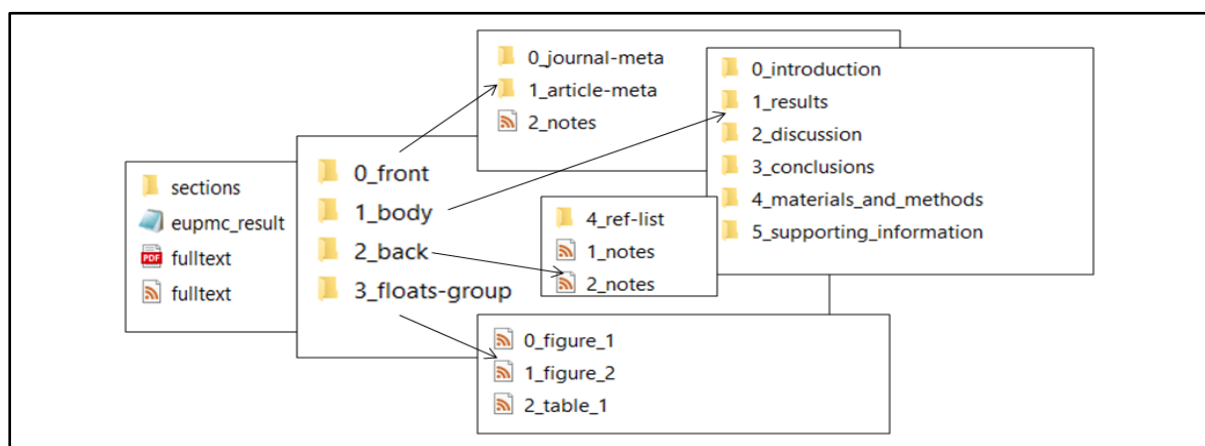 sections
eupmc_result
PDF
fulltext
fulltext
0_front
1_body
2_back
3_floats-group
0_journal-meta
1_article-meta
2_notes
0_introduction
1_results
2_discussion
3_conclusions
4_materials_and_methods
5_supporting_information
4_ref-list
1_notes
2_notes
0_figure_1
1_figure_2
2_table_1